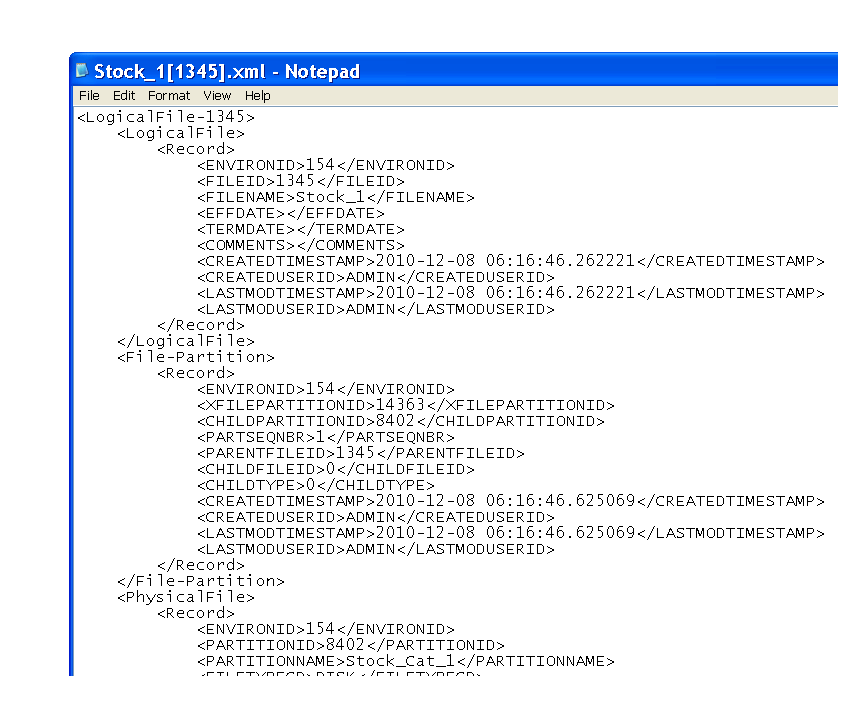 Stock_1[1345].xml - Notepad
File Edit Format View Help
<LogicalFile-1345>
<LogicalFile>
<Record>
<ENVIRONID>154</ENVIRONID>
<FILEID>1345</FILEID>
<FILENAME>Stock_1</FILENAME>
<EFFDATE></EFFDATE>
<TERMDATE></TERMDATE>
<COMMENTS></COMMENTS>
<CREATEDTIMESTAMP>2010-12-08 06:16:46.262221</CREATEDTIMESTAMP>
<CREATEDUSERID>ADMIN</CREATEDUSERID>
<LASTMODTIMESTAMP>2010-12-08 06:16:46.262221</LASTMODTIMESTAMP>
<LASTMODUSERID>ADMIN</LASTMODUSERID>
</Record>
</LogicalFile>
<File-Partition>
<Record>
<ENVIRONID>154</ENVIRONID>
<XFILEPARTITIONID>14363</XFILEPARTITIONID>
<CHILDPARTITIONID>8402</CHILDPARTITIONID>
<PARTSEQNBR>1</PARTSEQNBR>
<PARENTFILEID>1345</PARENTFILEID>
<CHILDFILEID>0</CHILDFILEID>
<CHILDTYPE>0</CHILDTYPE>
<CREATEDTIMESTAMP>2010-12-08 06:16:46.625069</CREATEDTIMESTAMP>
<CREATEDUSERID>ADMIN</CREATEDUSERID>
<LASTMODTIMESTAMP>2010-12-08 06:16:46.625069</LASTMODTIMESTAMP>
<LASTMODUSERID>ADMIN</LASTMODUSERID>
</Record>
</File-Partition>
<PhysicalFile>
<Record>
<ENVIRONID>154</ENVIRONID>
<PARTITIONID>8402</PARTITIONID>
<PARTITIONNAME>Stock_Cat_1</PARTITIONNAME>
<FILETYPECD>DISK</FILETYPECD>